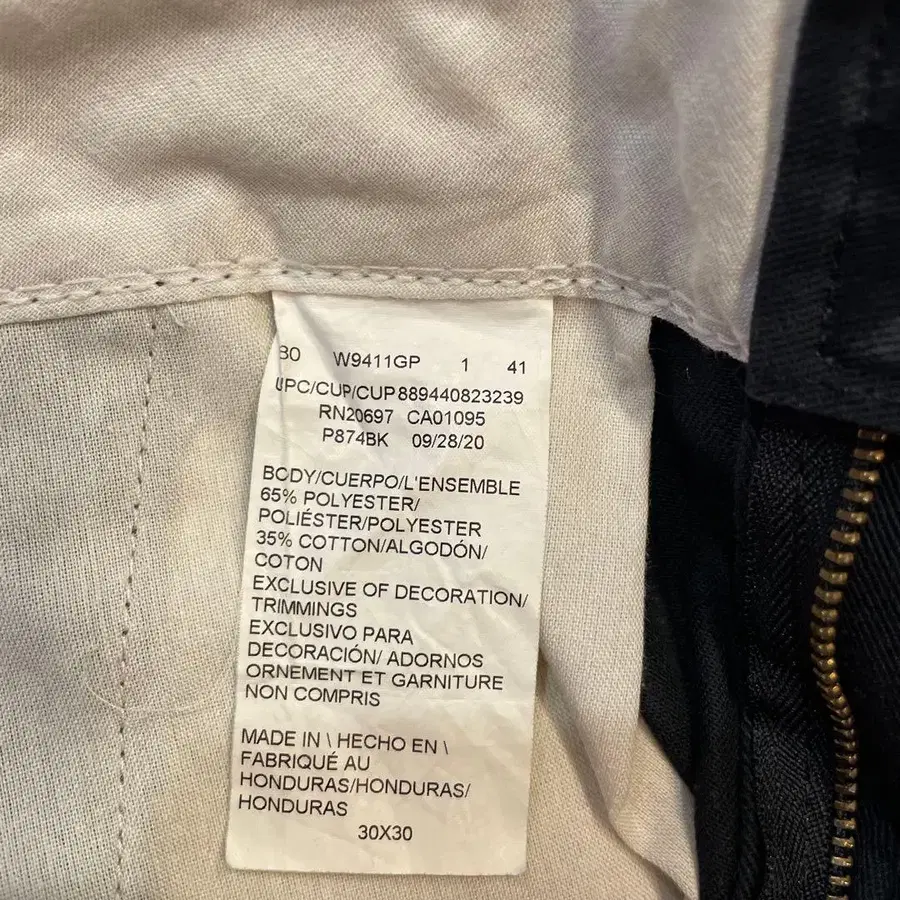 30 W9411GP 1 41
UPC/CUP/CUP 889440823239
RN20697 CA01095
P874BK 09/28/20
BODY/CUERPO/L'ENSEMBLE
65% POLYESTER/
POLIÉSTER/POLYESTER
35% COTTON/ALGODÓN/
COTON
EXCLUSIVE OF DECORATION/
TRIMMINGS
EXCLUSIVO PARA
DECORACIÓN/ ADORNOS
ORNEMENT ET GARNITURE
NON COMPRIS
MADE IN \ HECHO EN \
FABRIQUÉ AU
HONDURAS/HONDURAS/
HONDURAS
30X30